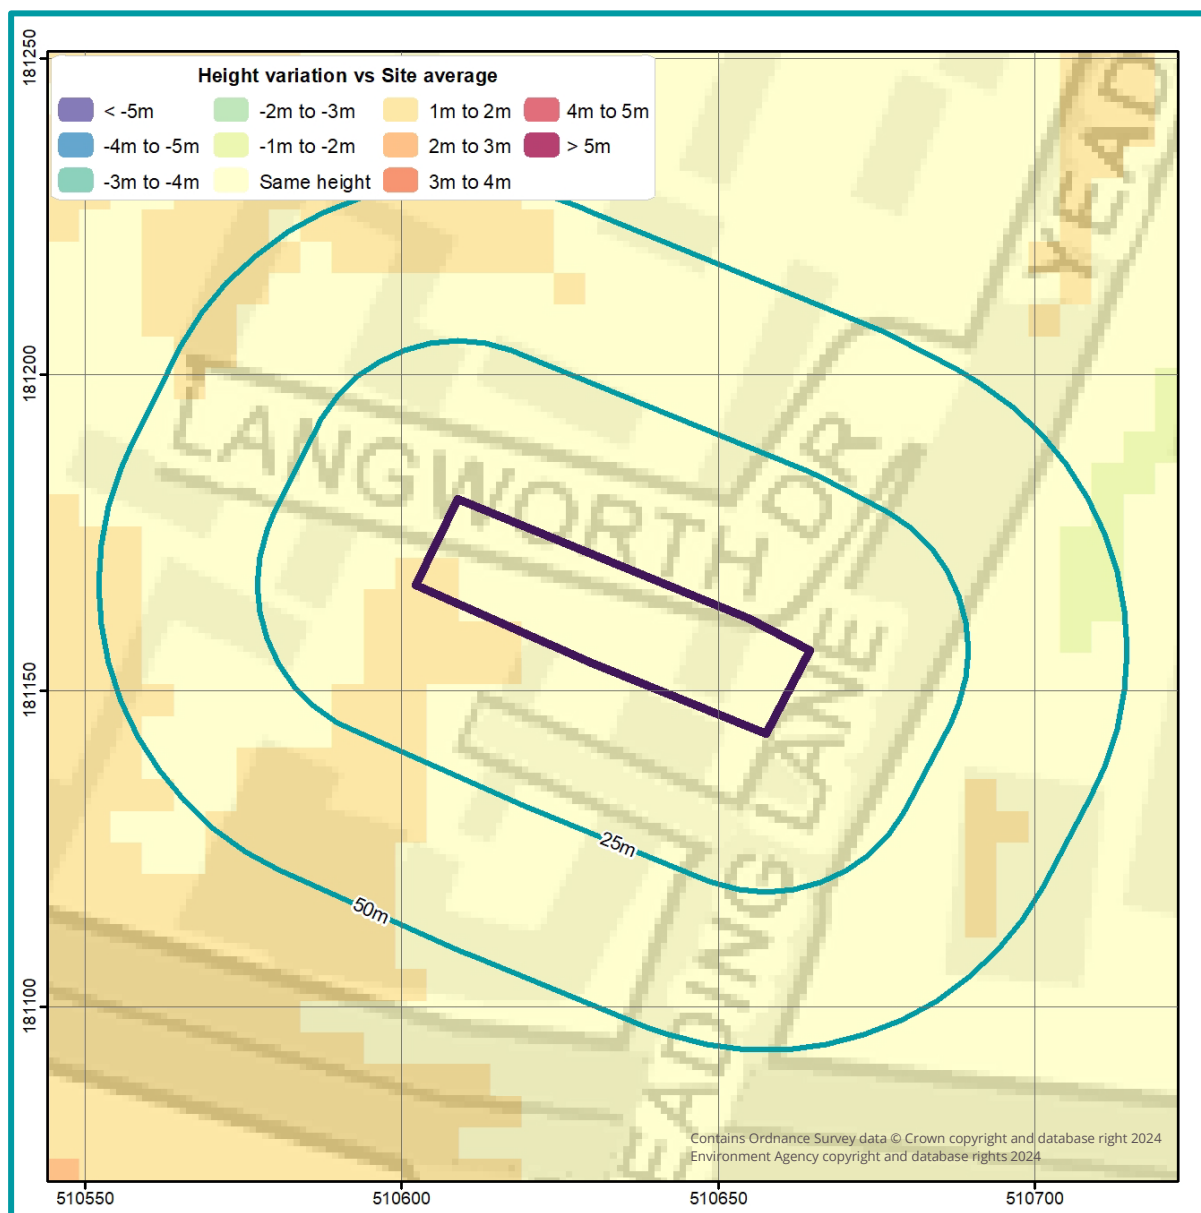 181250
Height variation vs Site average
< -5m
-2m to -3m
1m to 2m
4m to 5m
-4m to -5m
-1m to -2m
2m to 3m
> 5m
-3m to -4m
Same height
3m to 4m
YEAD
181200
LANGWORTH OR
181150
EADING LANE
25m
50m
181100
Contains Ordnance Survey data © Crown copyright and database right 2024
Environment Agency copyright and database rights 2024
510550
510600
510650
510700